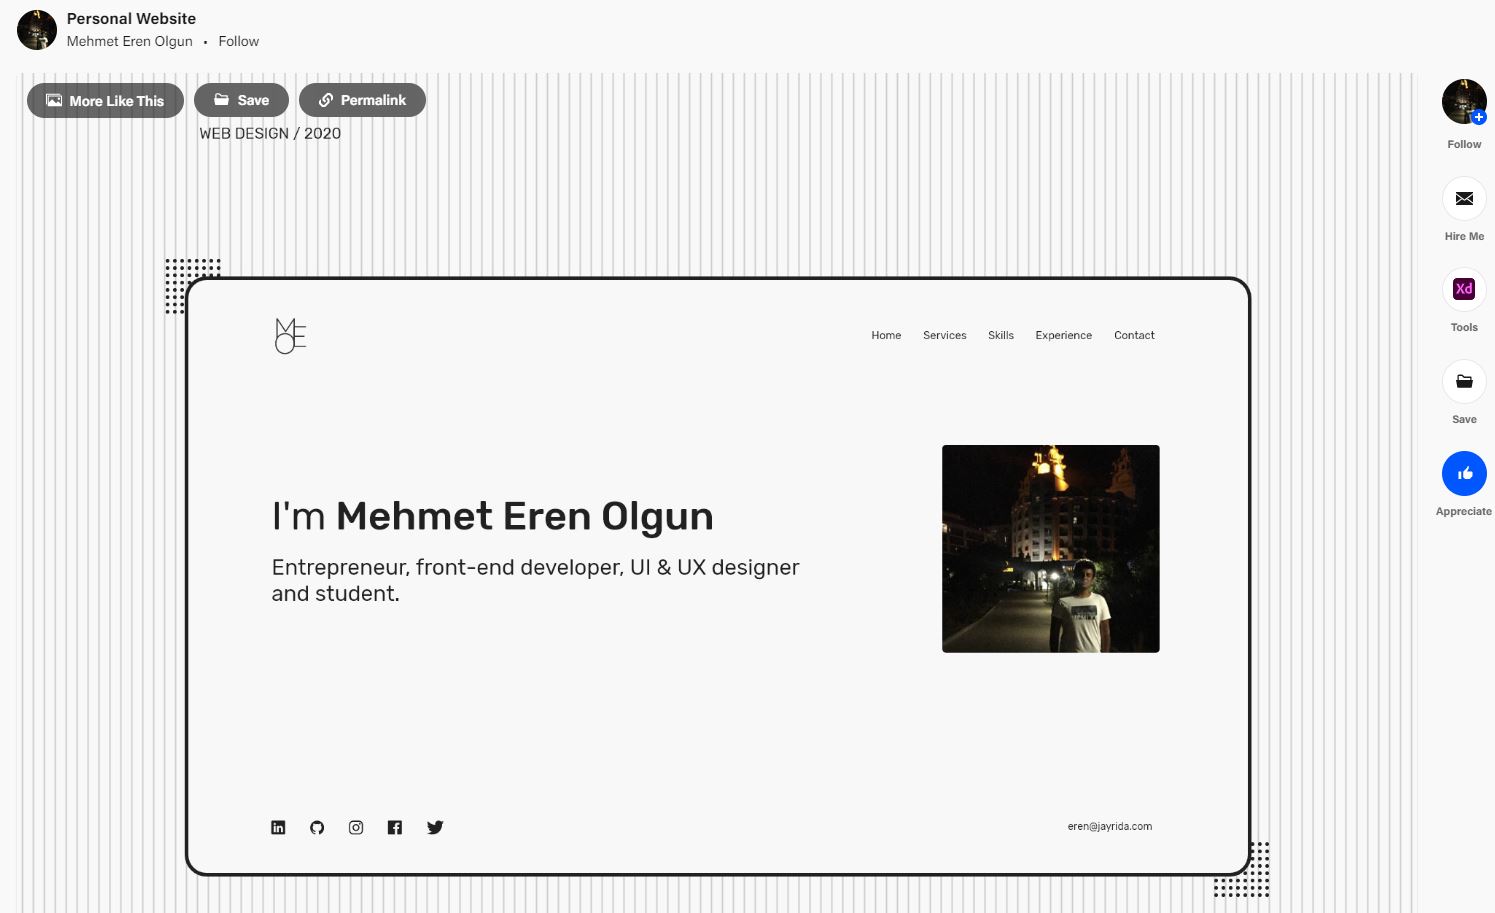 Personal Website
Mehmet Eren Olgun • Follow
More Like This
Save
Permalink
WEB DESIGN / 2020
Follow
Hire Me
Xd
Tools
Save
Appreciate
MOE
Home Services Skills Experience Contact
I'm Mehmet Eren Olgun
Entrepreneur, front-end developer, UI & UX designer
and student.
in
eren@jayrida.com